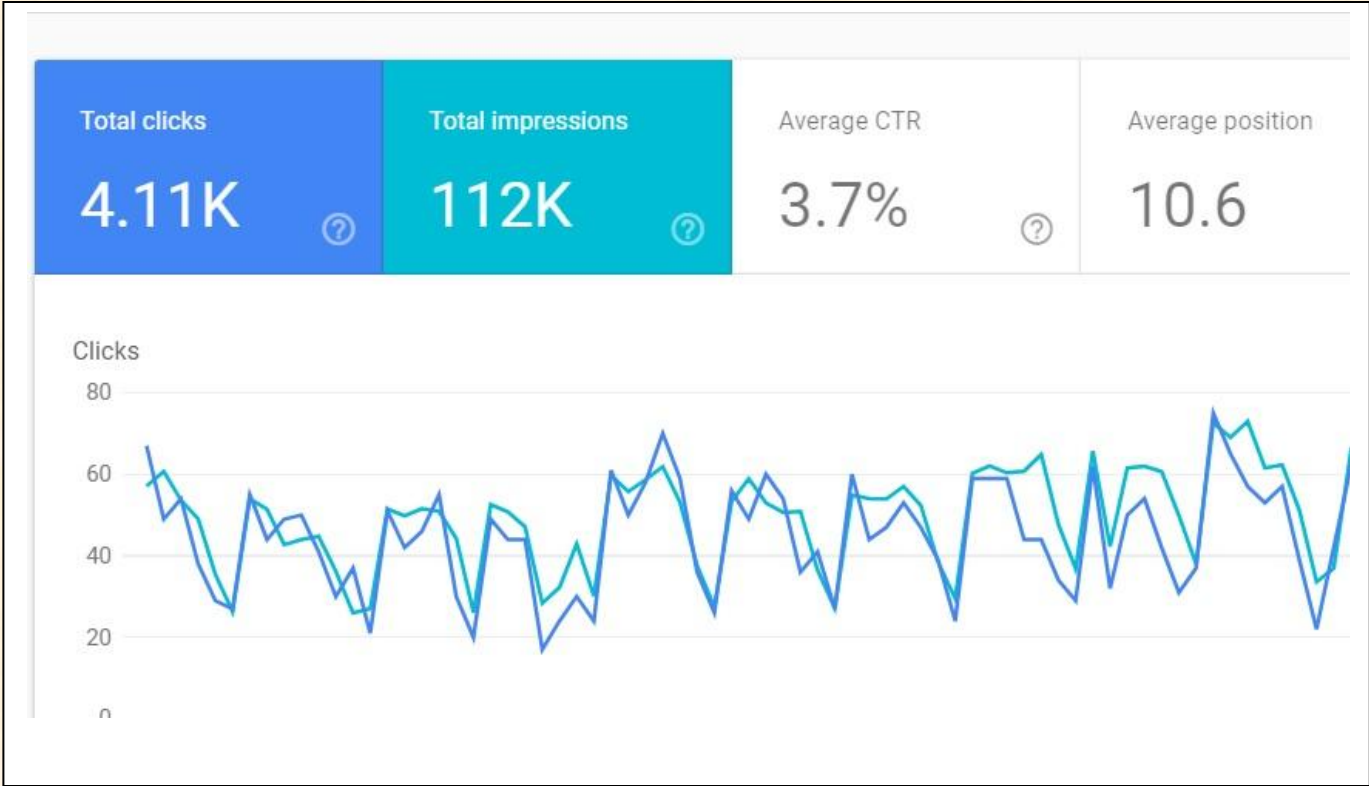 Total clicks
4.11K
Total impressions
112K
Average CTR
3.7%
Average position
10.6
Clicks
80
60
40
20
0